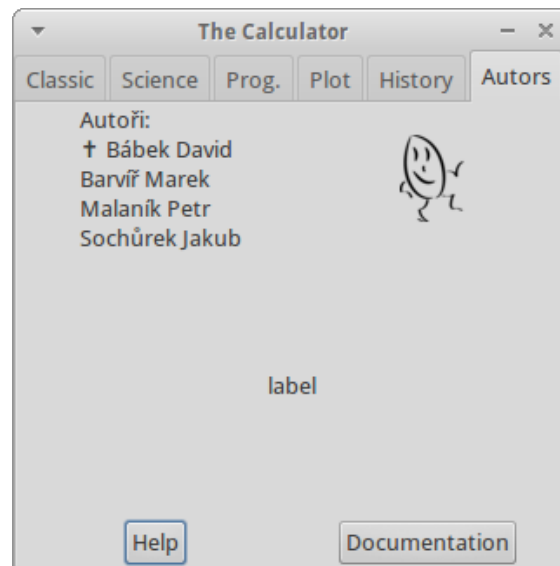 The Calculator
Classic Science Prog. Plot History Autors
Autoři:
✝ Bábek David
Barvíř Marek
Malaník Petr
Sochůrek Jakub
label
Help Documentation